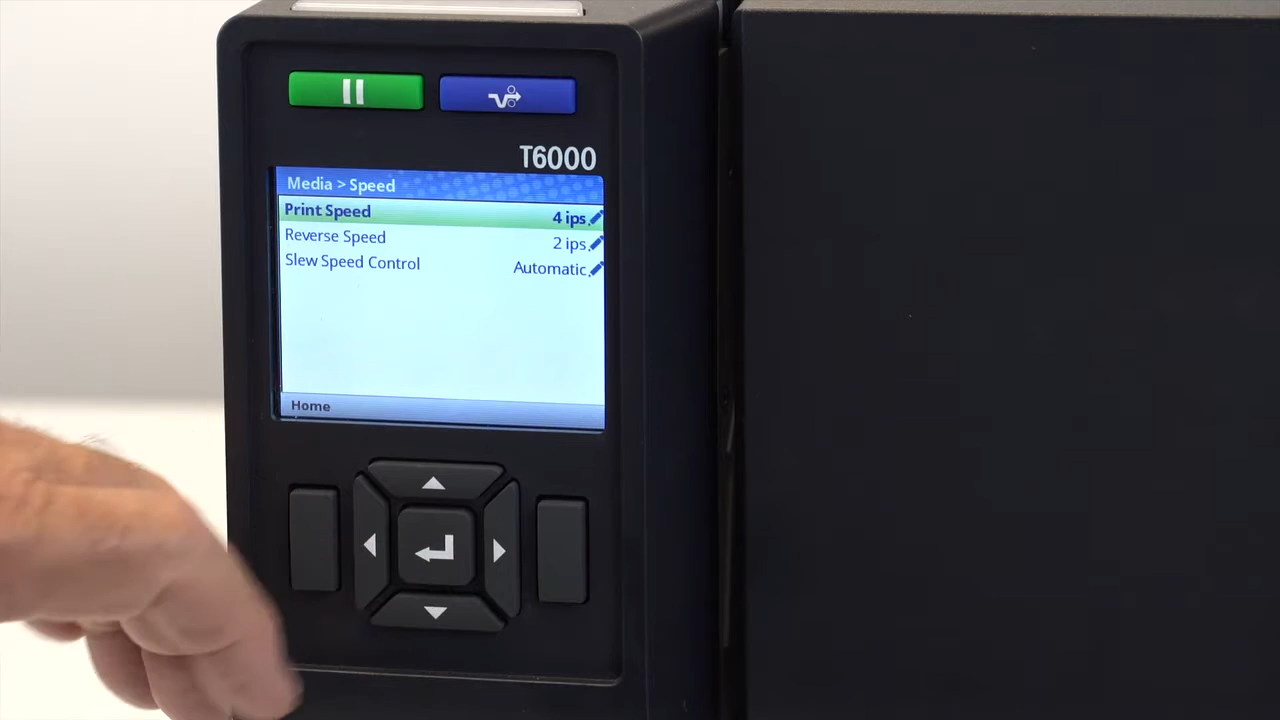 T6000
Media > Speed
Print Speed 4 ips
Reverse Speed 2 ips
Slew Speed Control Automatic
Home